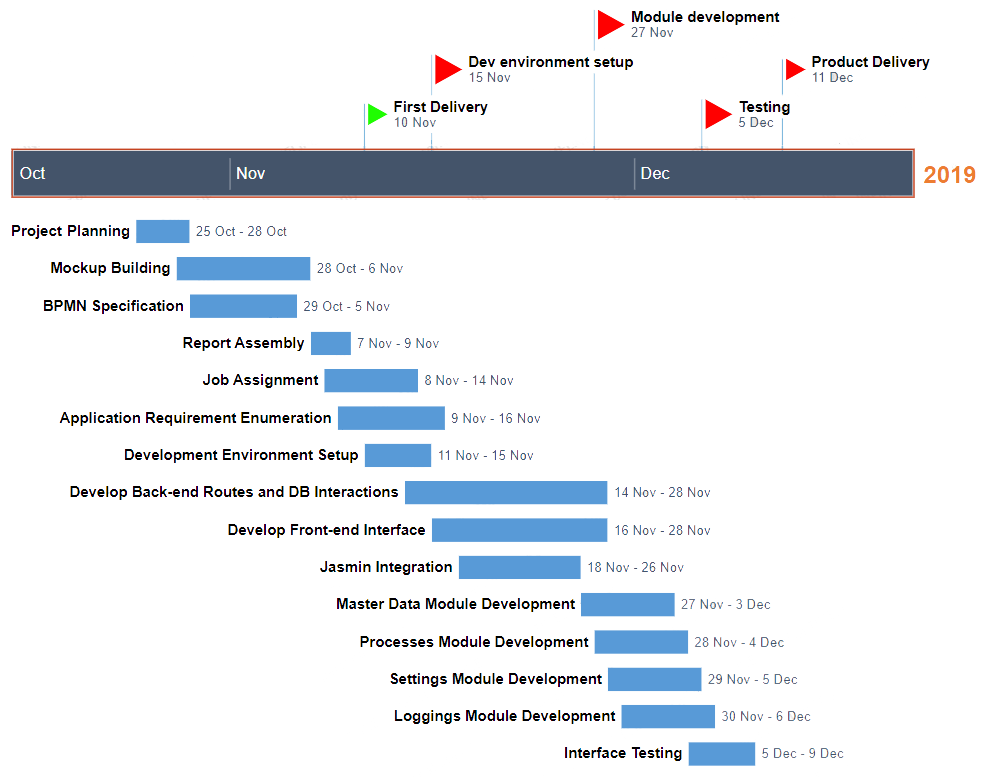 Module development
27 Nov
Dev environment setup
15 Nov
Product Delivery
11 Dec
First Delivery
10 Nov
Testing
5 Dec
Oct Nov Dec 2019
Project Planning 25 Oct - 28 Oct
Mockup Building 28 Oct - 6 Nov
BPMN Specification 29 Oct - 5 Nov
Report Assembly 7 Nov - 9 Nov
Job Assignment 8 Nov - 14 Nov
Application Requirement Enumeration 9 Nov - 16 Nov
Development Environment Setup 11 Nov - 15 Nov
Develop Back-end Routes and DB Interactions 14 Nov - 28 Nov
Develop Front-end Interface 16 Nov - 28 Nov
Jasmin Integration 18 Nov - 26 Nov
Master Data Module Development 27 Nov - 3 Dec
Processes Module Development 28 Nov - 4 Dec
Settings Module Development 29 Nov - 5 Dec
Loggings Module Development 30 Nov - 6 Dec
Interface Testing 5 Dec - 9 Dec